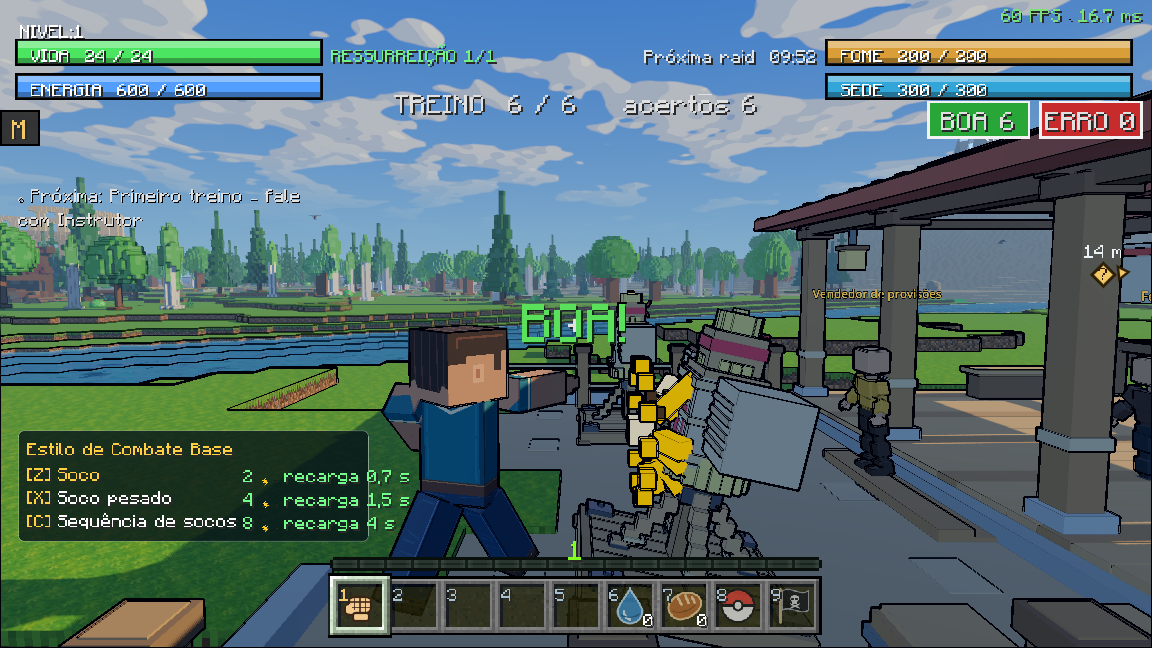 60 FPS . 16.7 ms
NIVEL:1
VIDA 24 / 24
RESSURREIÇÃO 1/1
Próxima raid 09:52
FOME 200 / 200
ENERGIA 600 / 600
SEDE 300 / 300
TREINO 6 / 6 acertos 6
BOA 6
ERRO 0
M
. Próxima: Primeiro treino - fale
com Instrutor
14 m
?
Vendedor de provisões
BOA!
Estilo de Combate Base
[Z] Soco 2 . recarga 0,7 s
[X] Soco pesado 4 . recarga 1,5 s
[C] Sequência de socos 8 . recarga 4 s
1
1 2 3 4 5 6 7 8 9
0 0